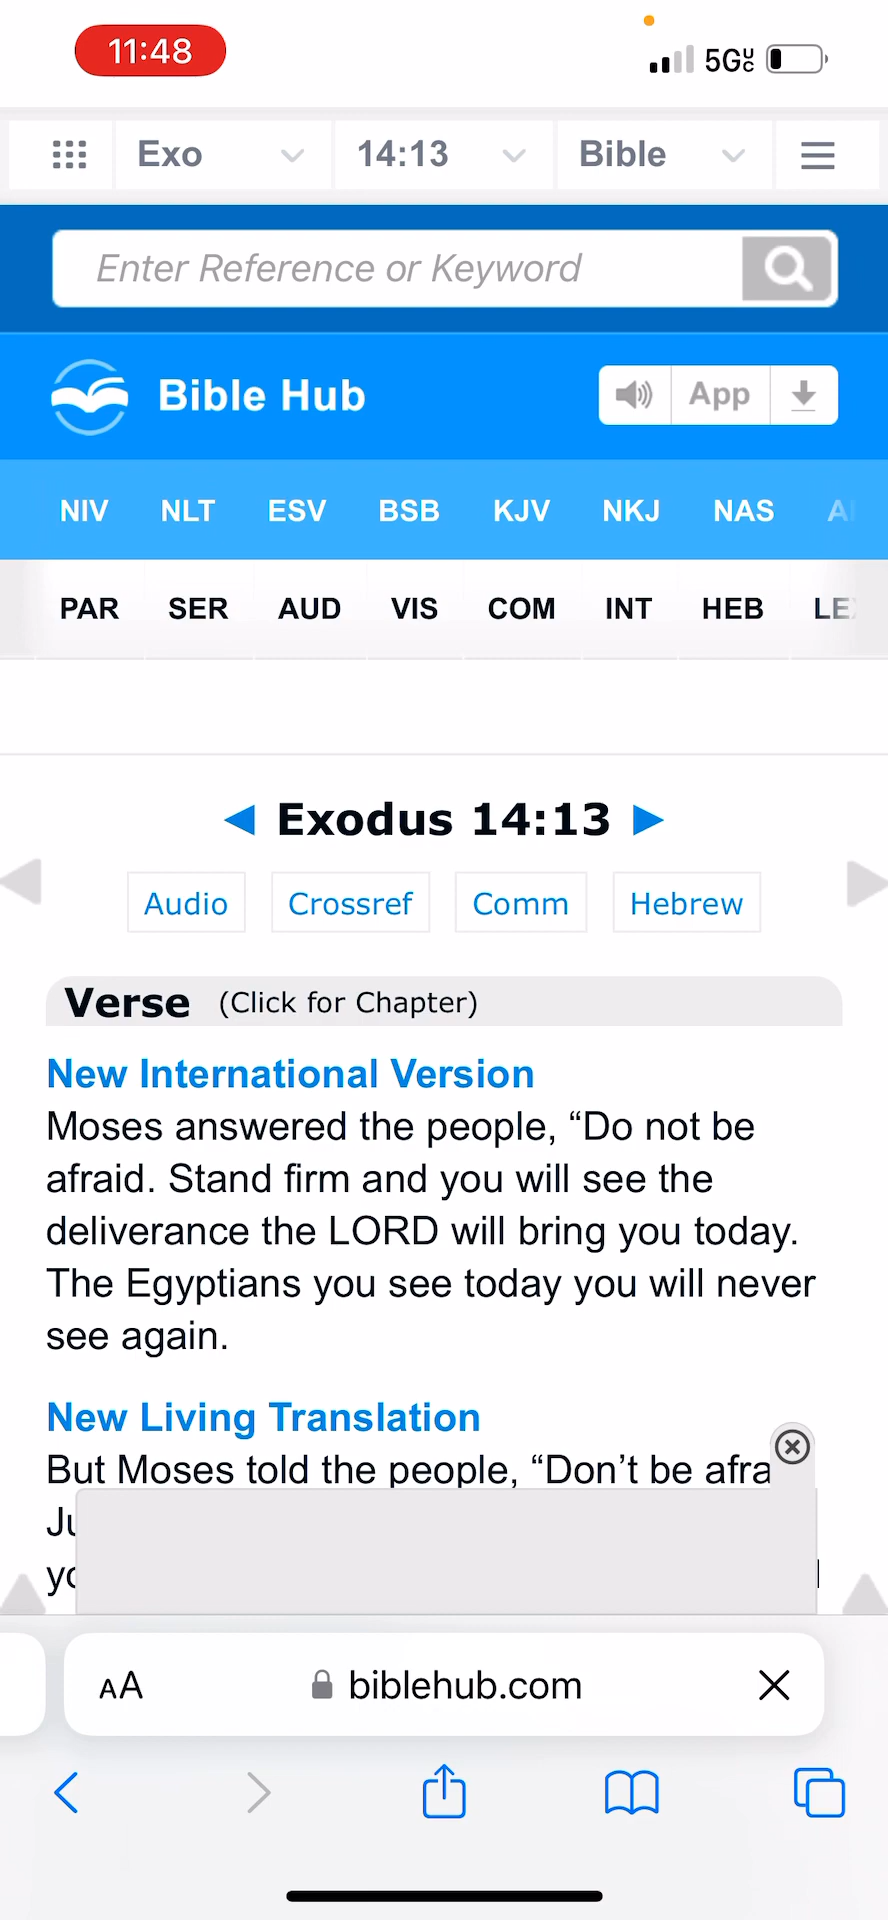 11:48
5G UC
Exo 14:13 Bible
Enter Reference or Keyword
Bible Hub App
NIV NLT ESV BSB KJV NKJ NAS
PAR SER AUD VIS COM INT HEB
Exodus 14:13
Audio Crossref Comm Hebrew
Verse (Click for Chapter)
New International Version
Moses answered the people, “Do not be
afraid. Stand firm and you will see the
deliverance the LORD will bring you today.
The Egyptians you see today you will never
see again.
New Living Translation
But Moses told the people, “Don’t be afra
AA biblehub.com